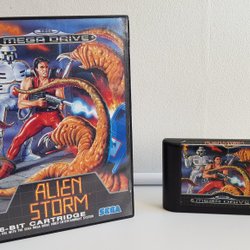 MEGA DRIVE
ALIEN
STORM
SEGA
16-BIT CARTRIDGE
MEGA DRIVE